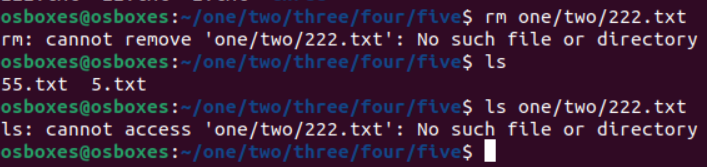 osboxes@osboxes:~/one/two/three/four/five$ rm one/two/222.txt
rm: cannot remove 'one/two/222.txt': No such file or directory
osboxes@osboxes:~/one/two/three/four/five$ ls
55.txt  5.txt
osboxes@osboxes:~/one/two/three/four/five$ ls one/two/222.txt
ls: cannot access 'one/two/222.txt': No such file or directory
osboxes@osboxes:~/one/two/three/four/five$